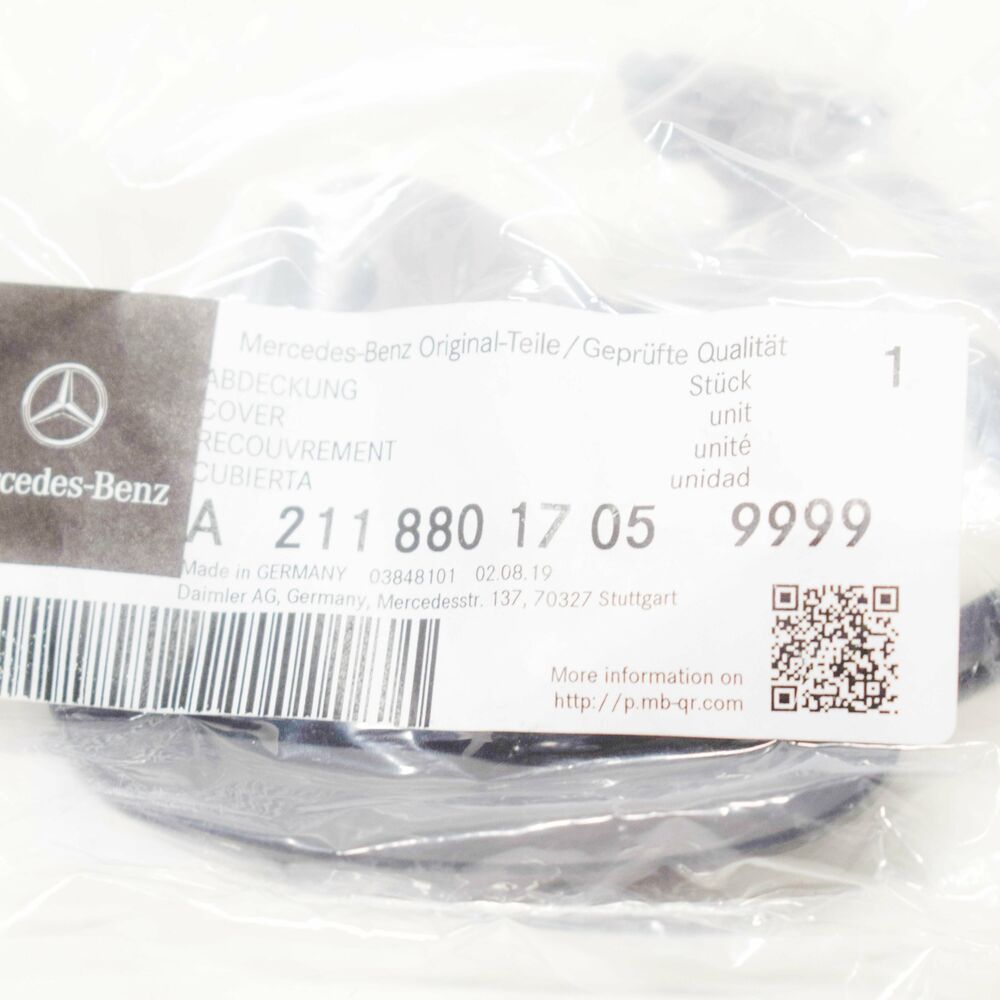 Mercedes-Benz Original-Teile/Geprüfte Qualität
1
ABDECKUNG
Stück
COVER
unit
RECOUVREMENT
unité
CUBIERTA
unidad
cedes-Benz
A 211 880 17 05 9999
Made in GERMANY 03848101 02.08.19
Daimler AG, Germany, Mercedesstr. 137, 70327 Stuttgart
More information on
http://p.mb-qr.com